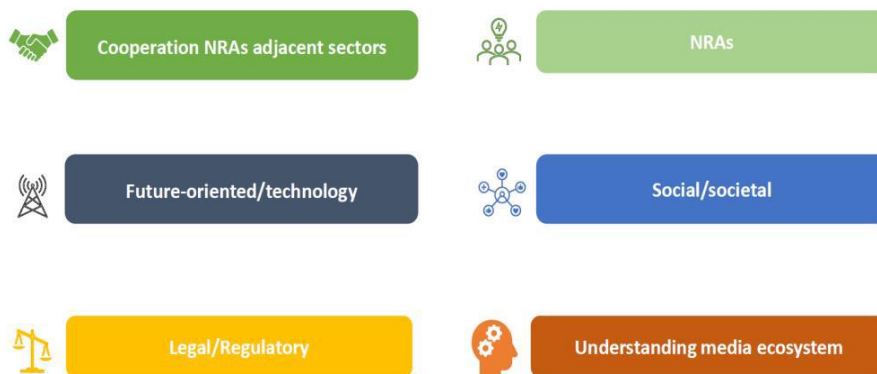 Cooperation NRAs adjacent sectors
NRAs
Future-oriented/technology
Social/societal
Legal/Regulatory
Understanding media ecosystem